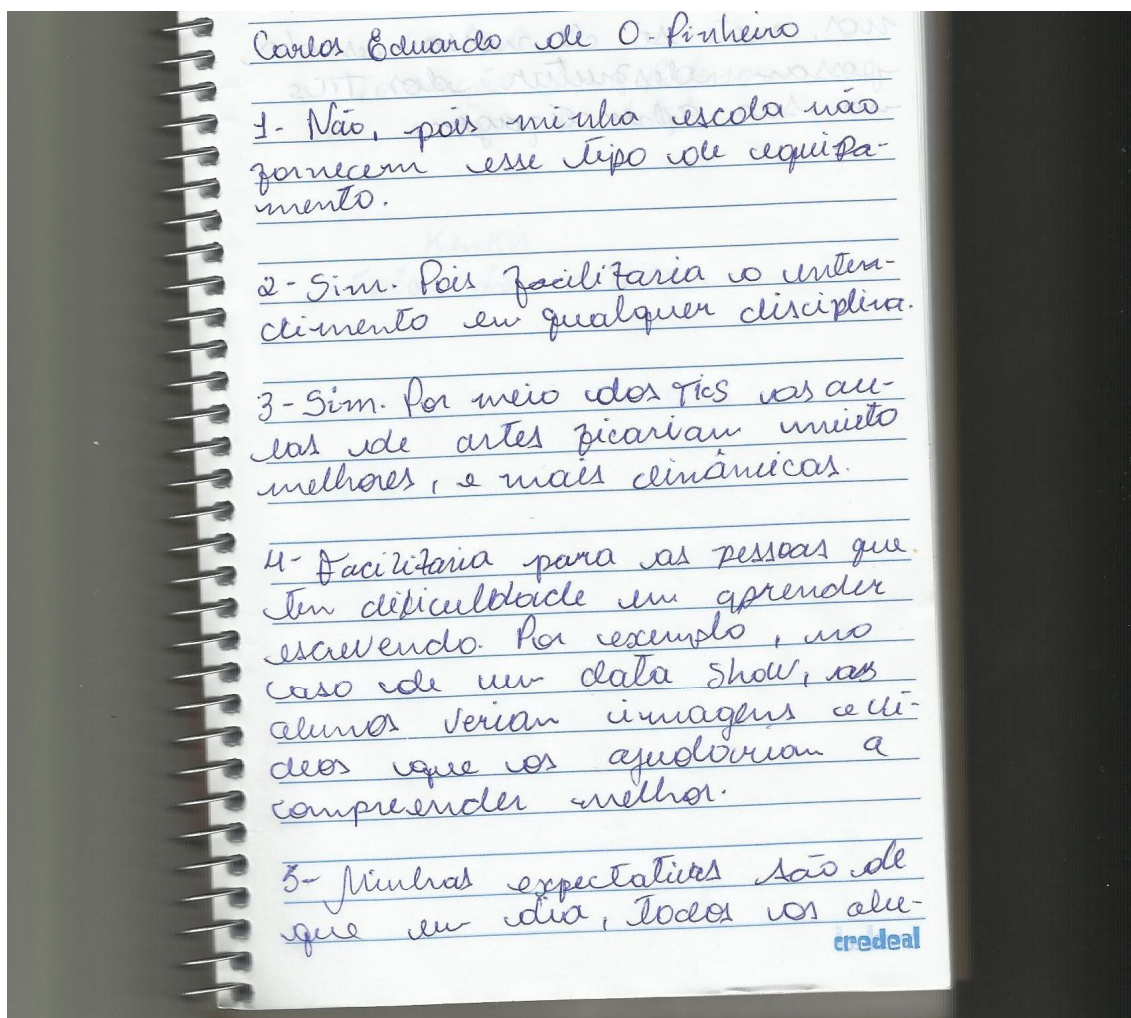 Carlos Eduardo de O. Pinheiro
1- Não, pois minha escola não
fornecem esse tipo de equipa-
mento.
2- Sim. Pois facilitaria o enten-
dimento em qualquer disciplina.
3- Sim. Por meio dos TICS as au-
las de artes ficariam muito
melhores, e mais dinâmicas.
4- Facilitaria para as pessoas que
tem dificuldade em aprender
escrevendo. Por exemplo, no
caso de um data show, os
alunos veriam imagens e ví-
deos que os ajudariam a
compreender melhor.
5- Minhas expectativas são de
que um dia, todos os alu-
credeal